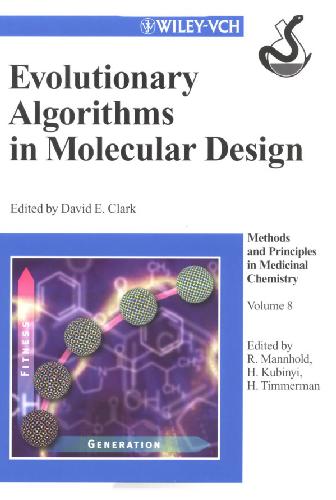 WILEY-VCH
Evolutionary
Algorithms
in Molecular Design
Edited by David E. Clark
Methods
and Principles
in Medicinal
Chemistry
Volume 8
Edited by
R. Mannhold,
H. Kubinyi,
H. Timmerman
FITNESS
GENERATION